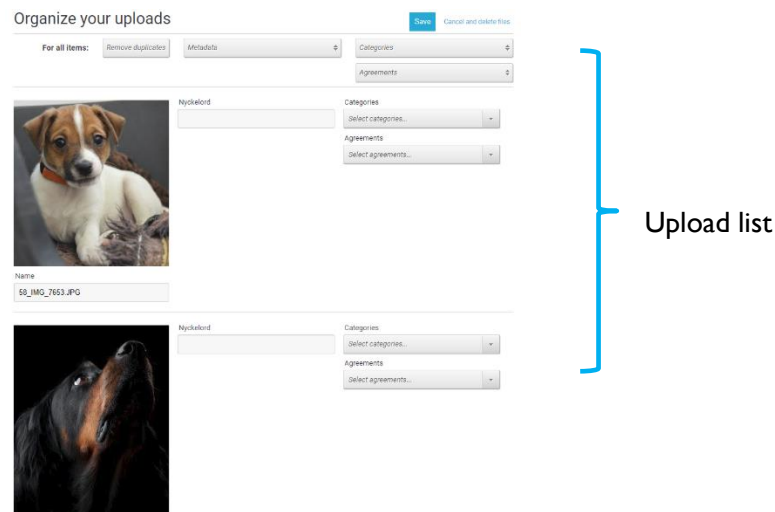 Organize your uploads
Save Cancel and delete files
For all items: Remove duplicates Metadata Categories
Agreements
Nyckelord Categories
Select categories...
Agreements
Select agreements...
Name
58_IMG_7653.JPG
Nyckelord Categories
Select categories...
Agreements
Select agreements...
Upload list